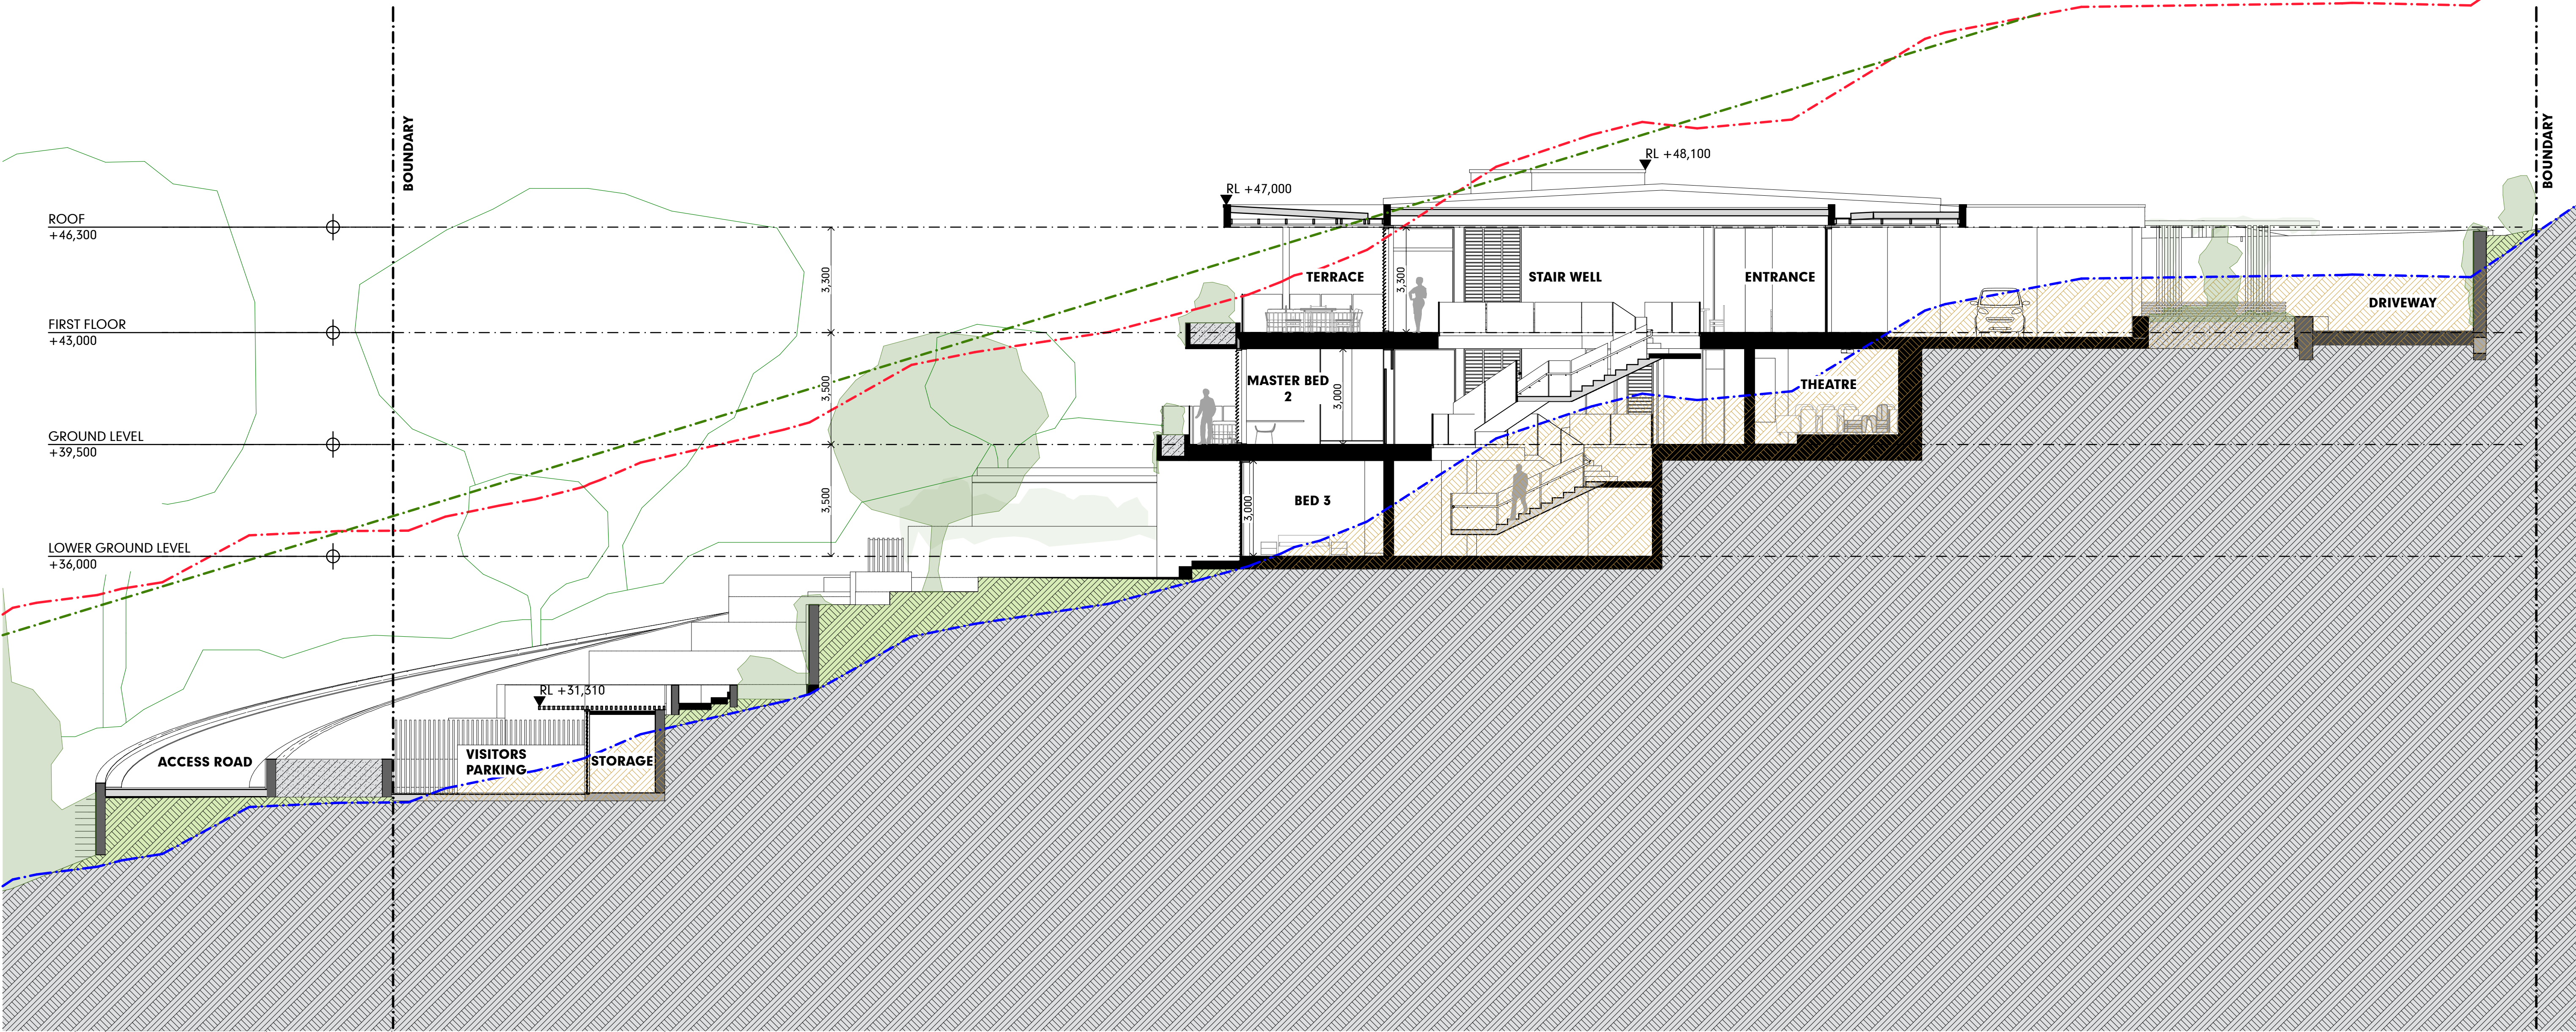 BOUNDARY
BOUNDARY
RL +48,100
RL +47,000
ROOF
+46,300
3,300
3,300
TERRACE
STAIR WELL
ENTRANCE
DRIVEWAY
FIRST FLOOR
+43,000
3,500
MASTER BED
2
3,000
THEATRE
GROUND LEVEL
+39,500
3,500
3,000
BED 3
LOWER GROUND LEVEL
+36,000
RL +31,310
ACCESS ROAD
VISITORS
PARKING
STORAGE